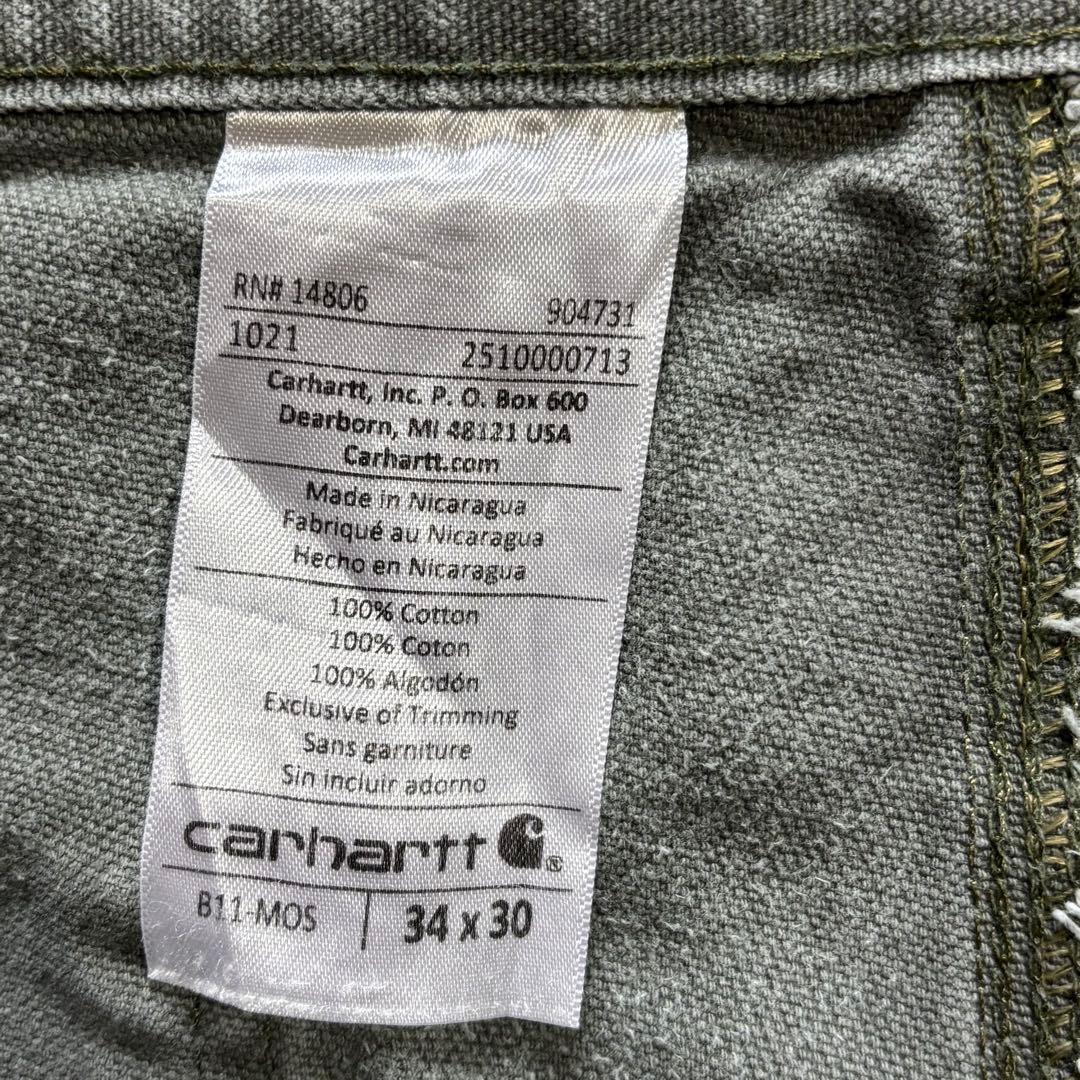 RN# 14806 904731
1021 2510000713
Carhartt, Inc. P. O. Box 600
Dearborn, MI 48121 USA
Carhartt.com
Made in Nicaragua
Fabriqué au Nicaragua
Hecho en Nicaragua
100% Cotton
100% Coton
100% Algodón
Exclusive of Trimming
Sans garniture
Sin incluir adorno
carhartt ®
B11-MOS 34 x 30